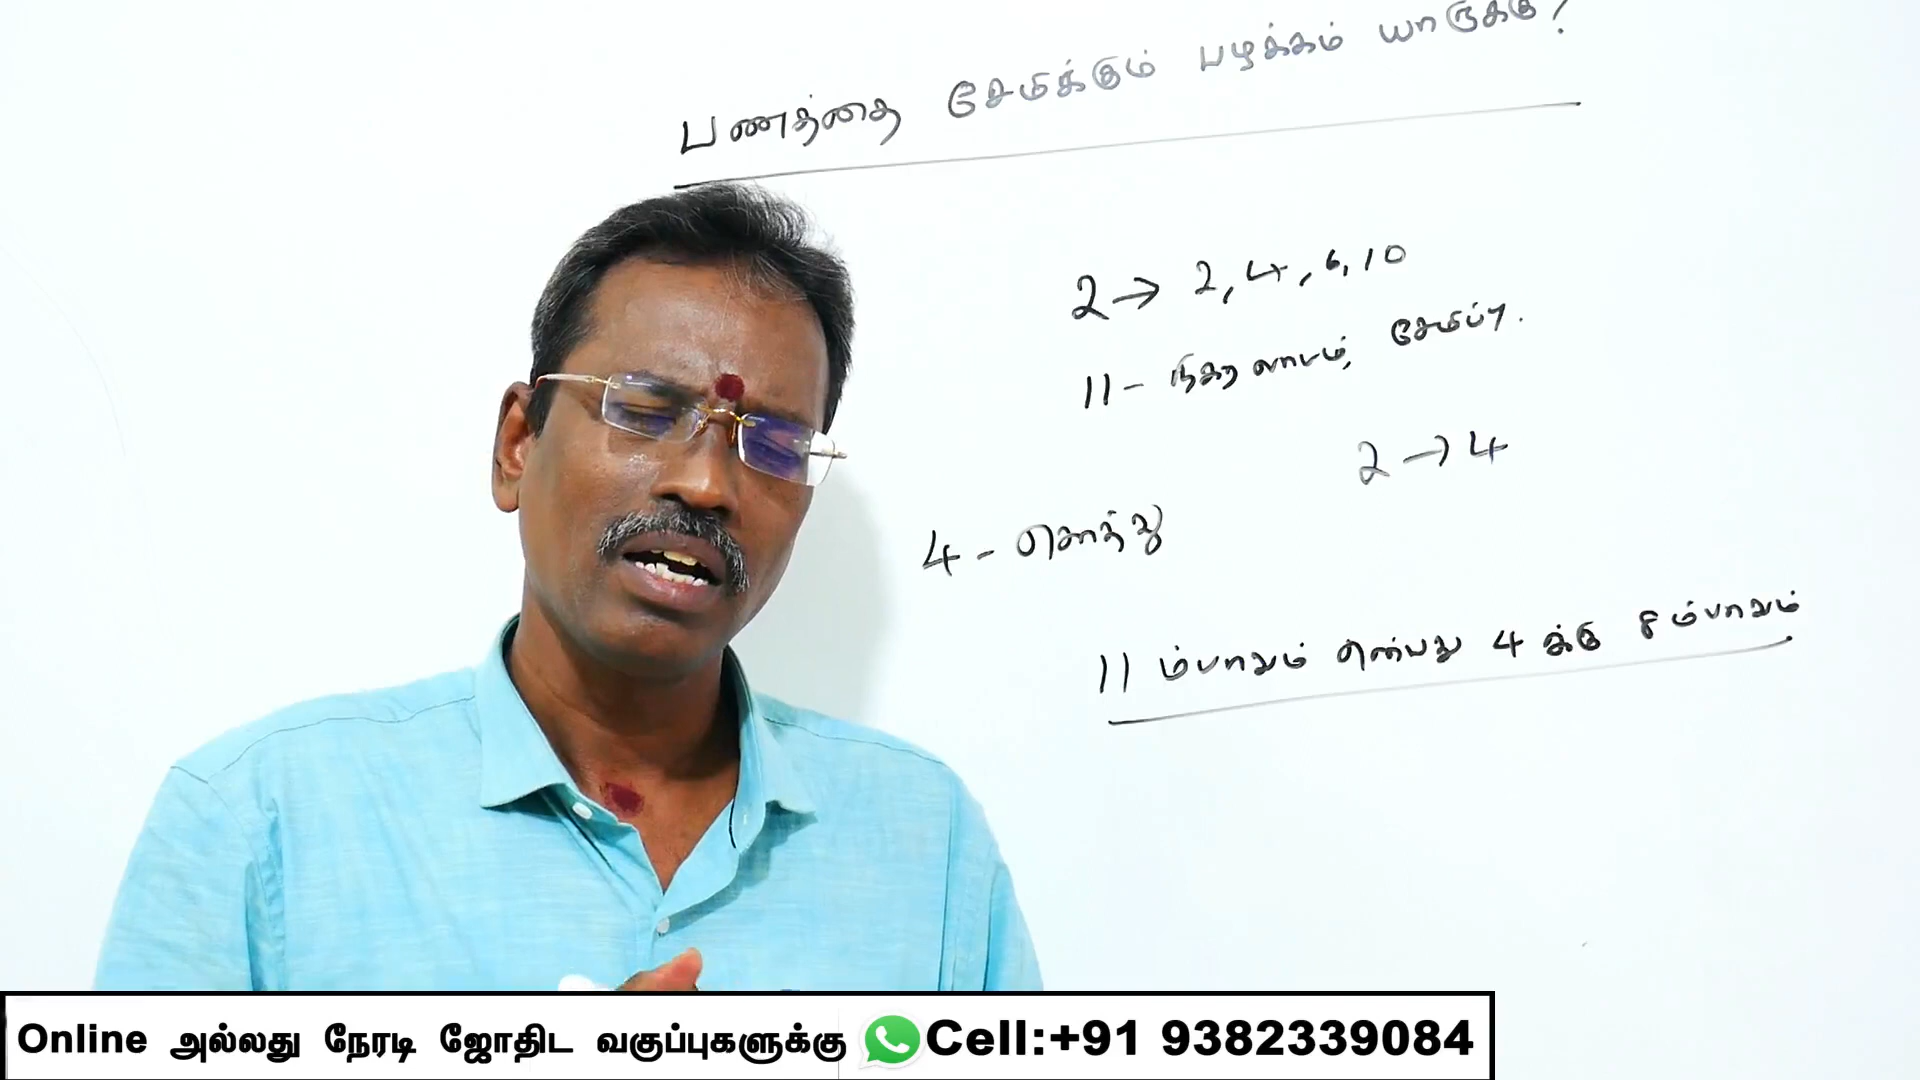 பணத்தை சேமிக்கும் பழக்கம் யாருக்கு?
2 → 2, 4, 6, 10
11 - நிகர லாபம், சேமிப்பு.
2 → 4
4 - சொத்து
11 ம்பாவம் என்பது 4 க்கு 8 ம்பாவம்
Online அல்லது நேரடி ஜோதிட வகுப்புகளுக்கு Cell:+91 9382339084